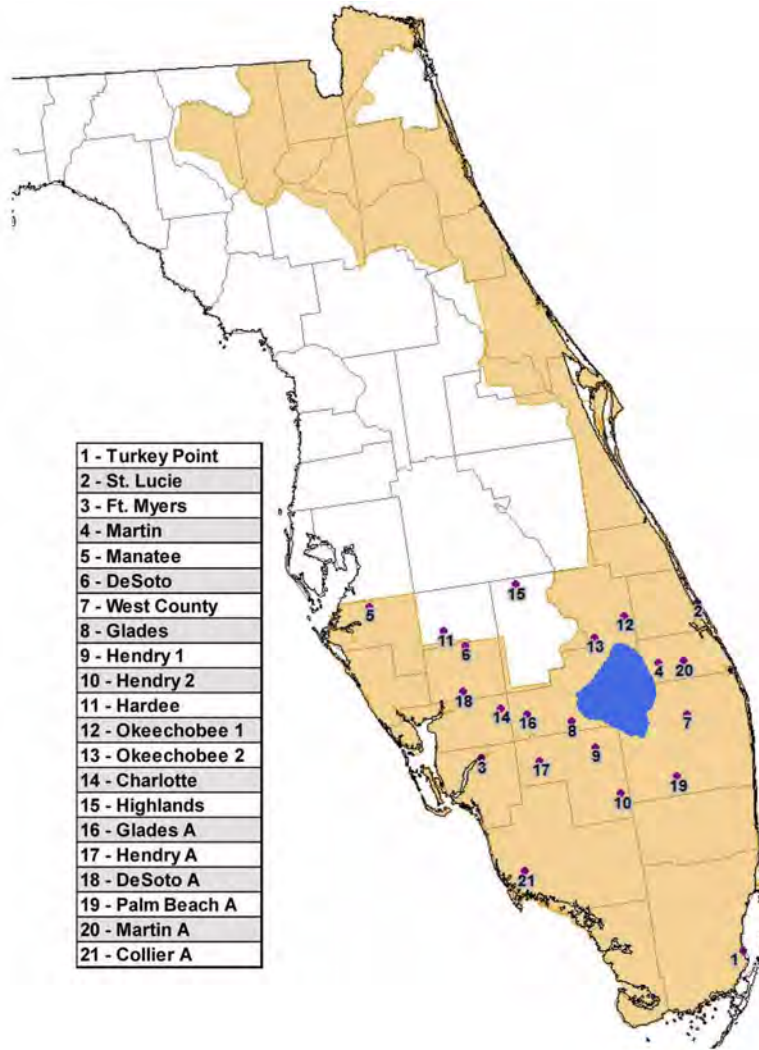 1 - Turkey Point
2 - St. Lucie
3 - Ft. Myers
4 - Martin
5 - Manatee
6 - DeSoto
7 - West County
8 - Glades
9 - Hendry 1
10 - Hendry 2
11 - Hardee
12 - Okeechobee 1
13 - Okeechobee 2
14 - Charlotte
15 - Highlands
16 - Glades A
17 - Hendry A
18 - DeSoto A
19 - Palm Beach A
20 - Martin A
21 - Collier A
15
5
2
12
11
13
6
4
20
18
14
16
8
7
9
3
17
19
10
21
1